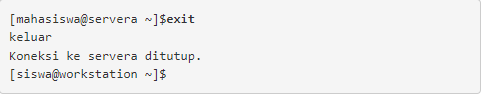 [mahasiswa@servera ~]$exit
keluar
Koneksi ke servera ditutup.
[siswa@workstation ~]$